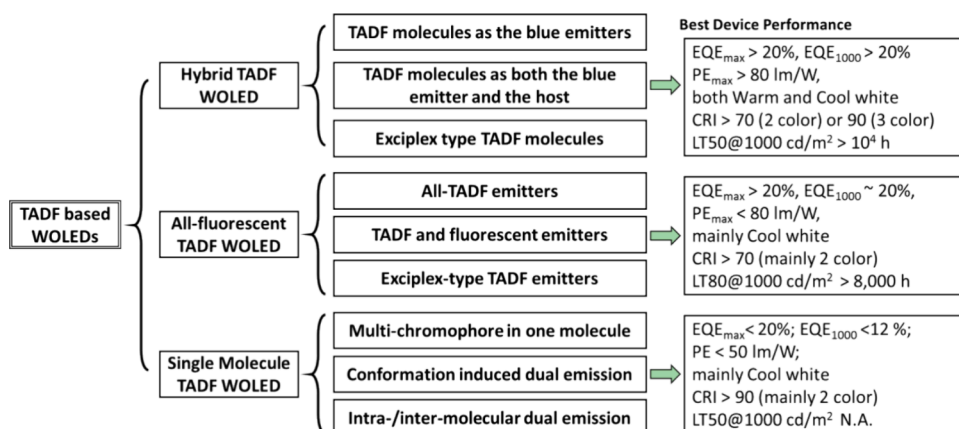 TADF based
WOLEDs
Hybrid TADF
WOLED
TADF molecules as the blue emitters
TADF molecules as both the blue
emitter and the host
Exciplex type TADF molecules
Best Device Performance
EQEmax > 20%, EQE1000 > 20%
PEmax > 80 lm/W,
both Warm and Cool white
CRI > 70 (2 color) or 90 (3 color)
LT50@1000 cd/m² > 10⁴ h
All-fluorescent
TADF WOLED
All-TADF emitters
TADF and fluorescent emitters
Exciplex-type TADF emitters
EQEmax > 20%, EQE1000 ~ 20%,
PEmax < 80 lm/W,
mainly Cool white
CRI > 70 (mainly 2 color)
LT80@1000 cd/m² > 8,000 h
Single Molecule
TADF WOLED
Multi-chromophore in one molecule
Conformation induced dual emission
Intra-/inter-molecular dual emission
EQEmax< 20%; EQE1000 <12 %;
PE < 50 lm/W;
mainly Cool white
CRI > 90 (mainly 2 color)
LT50@1000 cd/m² N.A.